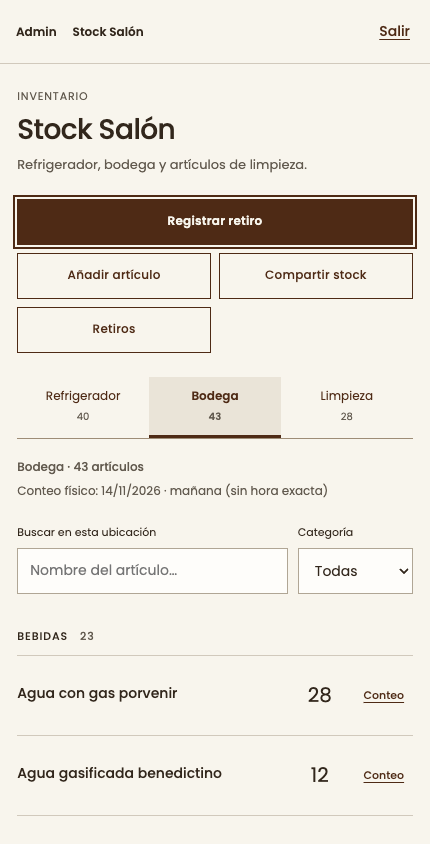 Admin Stock Salón Salir
INVENTARIO
Stock Salón
Refrigerador, bodega y artículos de limpieza.
Registrar retiro
Añadir artículo Compartir stock
Retiros
Refrigerador Bodega Limpieza
40 43 28
Bodega · 43 artículos
Conteo físico: 14/11/2026 · mañana (sin hora exacta)
Buscar en esta ubicación Categoría
Nombre del artículo... Todas
BEBIDAS 23
Agua con gas porvenir 28 Conteo
Agua gasificada benedictino 12 Conteo